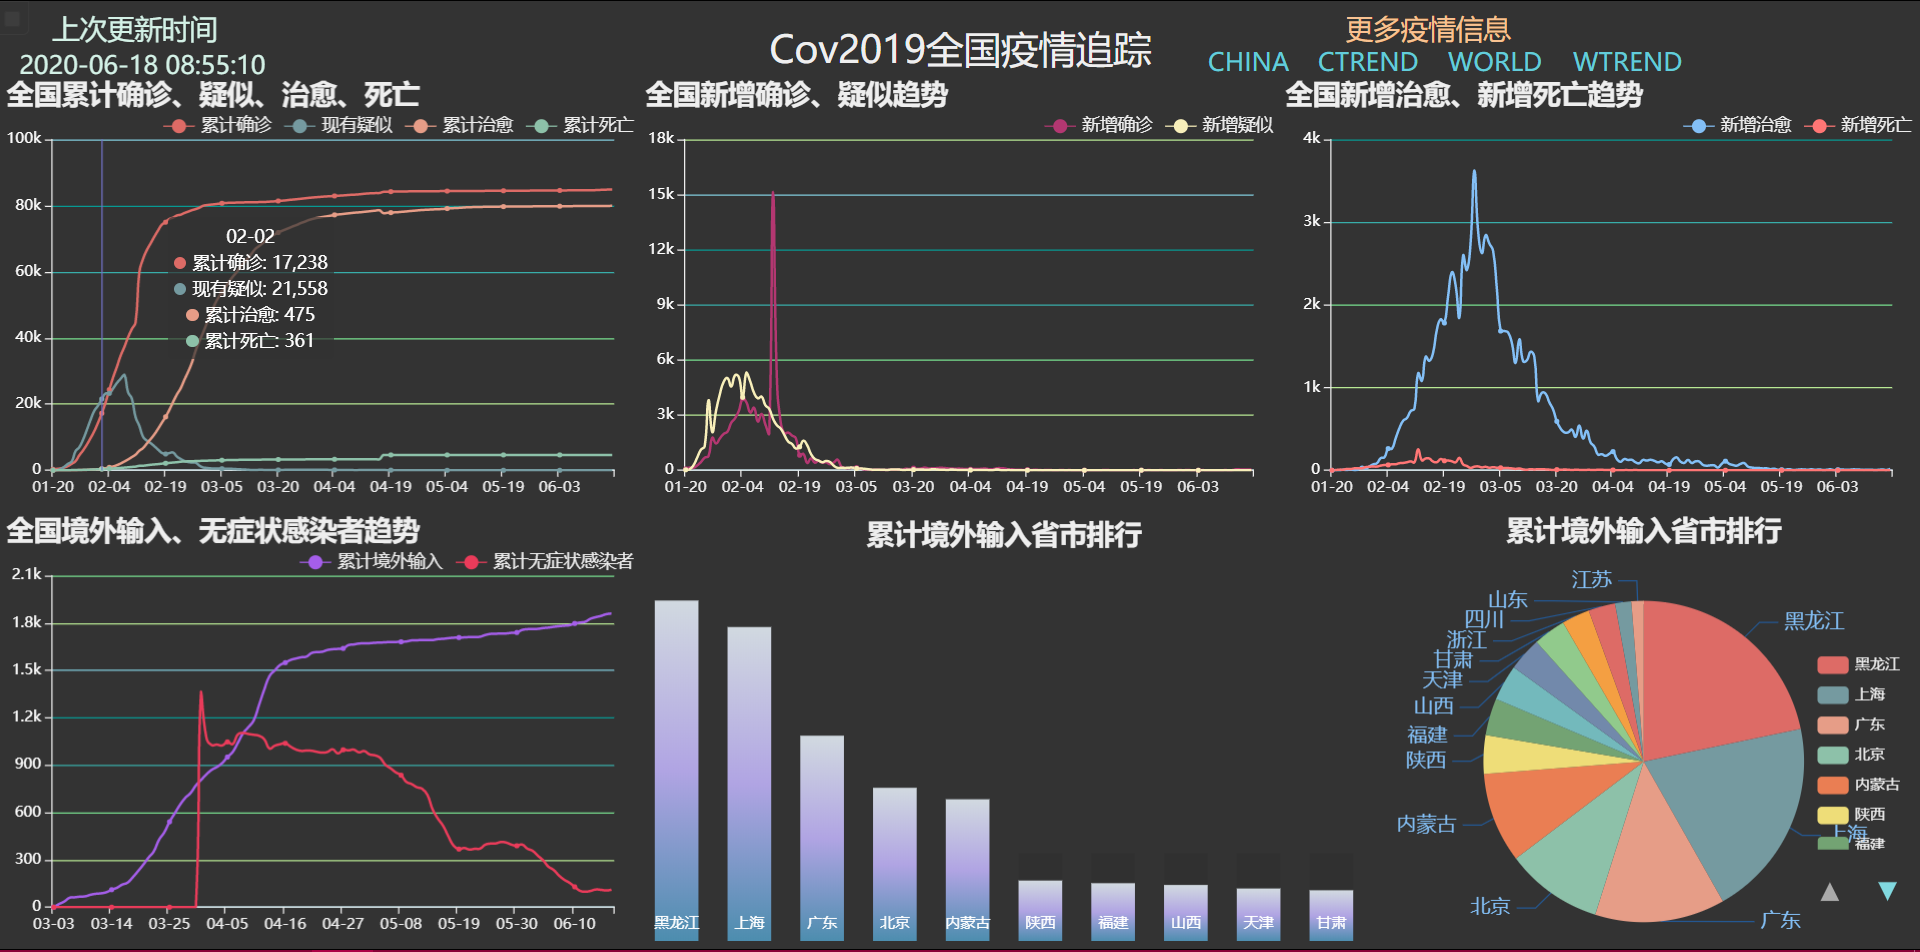 上次更新时间
2020-06-18 08:55:10
Cov2019全国疫情追踪
更多疫情信息
CHINA CTREND WORLD WTREND
全国累计确诊、疑似、治愈、死亡
累计确诊 现有疑似 累计治愈 累计死亡
100k
80k
60k
40k
20k
0
02-02
累计确诊: 17,238
现有疑似: 21,558
累计治愈: 475
累计死亡: 361
01-20 02-04 02-19 03-05 03-20 04-04 04-19 05-04 05-19 06-03
全国新增确诊、疑似趋势
新增确诊 新增疑似
18k
15k
12k
9k
6k
3k
0
01-20 02-04 02-19 03-05 03-20 04-04 04-19 05-04 05-19 06-03
全国新增治愈、新增死亡趋势
新增治愈 新增死亡
4k
3k
2k
1k
0
01-20 02-04 02-19 03-05 03-20 04-04 04-19 05-04 05-19 06-03
全国境外输入、无症状感染者趋势
累计境外输入 累计无症状感染者
2.1k
1.8k
1.5k
1.2k
900
600
300
0
03-03 03-14 03-25 04-05 04-16 04-27 05-08 05-19 05-30 06-10
累计境外输入省市排行
黑龙江 上海 广东 北京 内蒙古 陕西 福建 山西 天津 甘肃
累计境外输入省市排行
江苏
山东
四川
浙江
甘肃
天津
山西
福建
陕西
内蒙古
北京
黑龙江
上海
广东
黑龙江
上海
广东
北京
内蒙古
陕西
福建